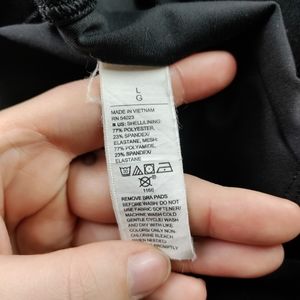 L
G
MADE IN VIETNAM
RN 54023
X US: SHELL/LINING
77% POLYESTER,
23% SPANDEX/
ELASTANE, MESH:
77% POLYAMIDE,
23% SPANDEX/
ELASTANE
1160
REMOVE BRA PADS
BEFORE WASH/ DO NOT
USE FABRIC SOFTENER/
MACHINE WASH COLD
GENTLE CYCLE/ WASH
AND DRY WITH LIKE
COLORS/ ONLY NON
CHLORINE BLEACH
WHEN NEEDED/
PROMPTLY